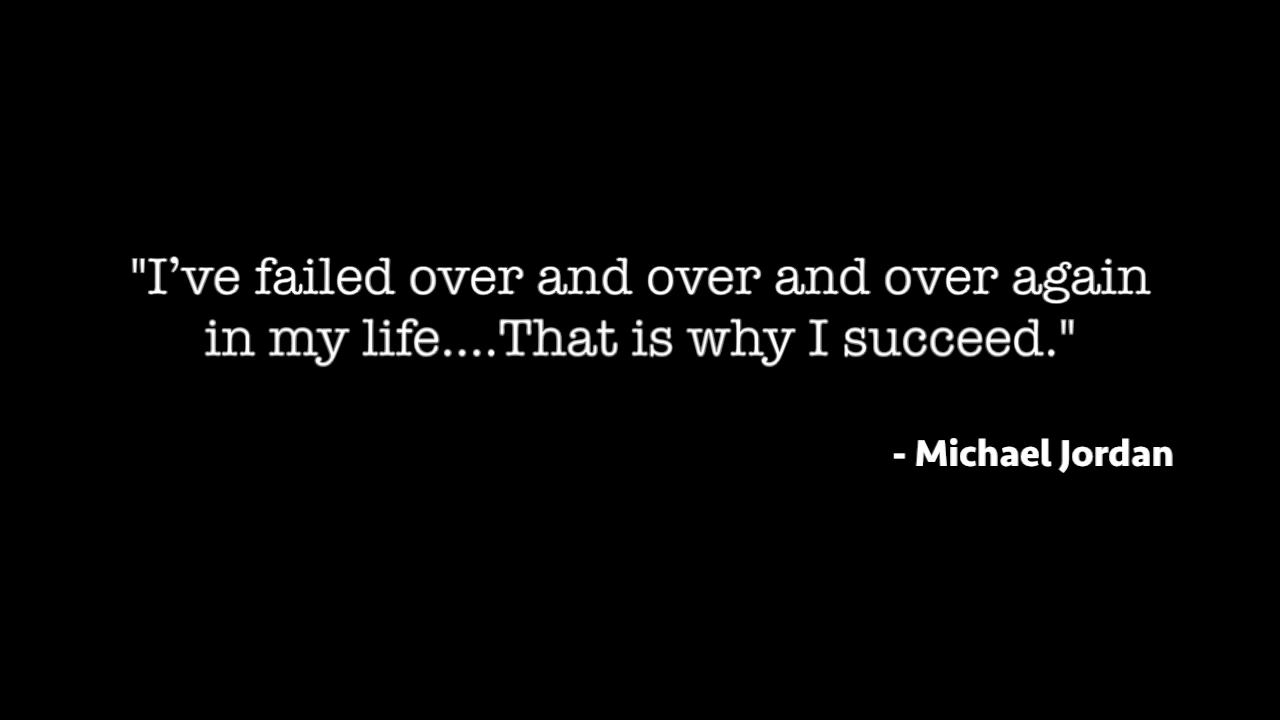 "I’ve failed over and over and over again
in my life....That is why I succeed."
- Michael Jordan